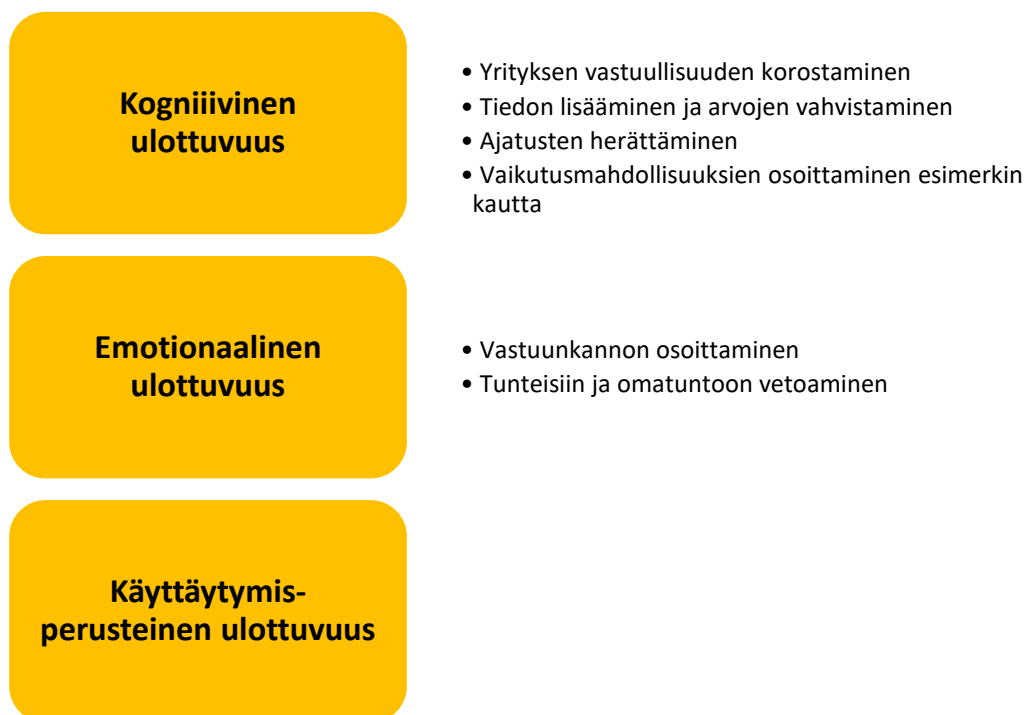 Kogniiivinen
ulottuvuus
• Yrityksen vastuullisuuden korostaminen
• Tiedon lisääminen ja arvojen vahvistaminen
• Ajatusten herättäminen
• Vaikutusmahdollisuuksien osoittaminen esimerkin
kautta
Emotionaalinen
ulottuvuus
• Vastuunkannon osoittaminen
• Tunteisiin ja omatuntoon vetoaminen
Käyttäytymis-
perusteinen ulottuvuus